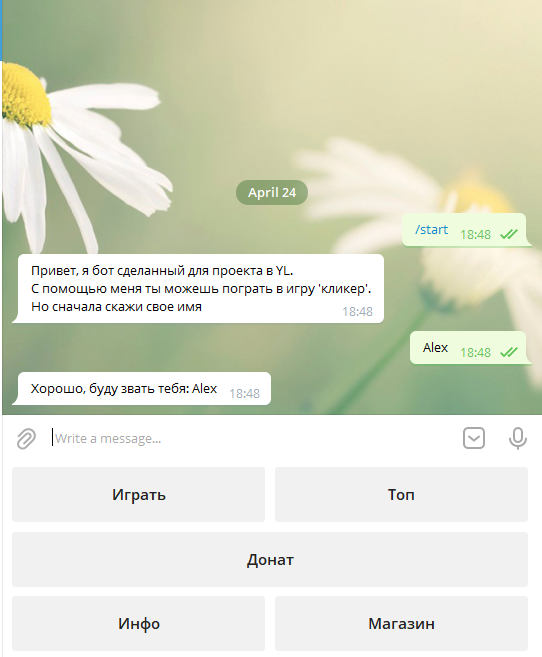 April 24
/start 18:48
Привет, я бот сделанный для проекта в YL.
С помощью меня ты можешь пограть в игру 'кликер'.
Но сначала скажи свое имя 18:48
Alex 18:48
Хорошо, буду звать тебя: Alex 18:48
Write a message...
Играть Топ
Донат
Инфо Магазин